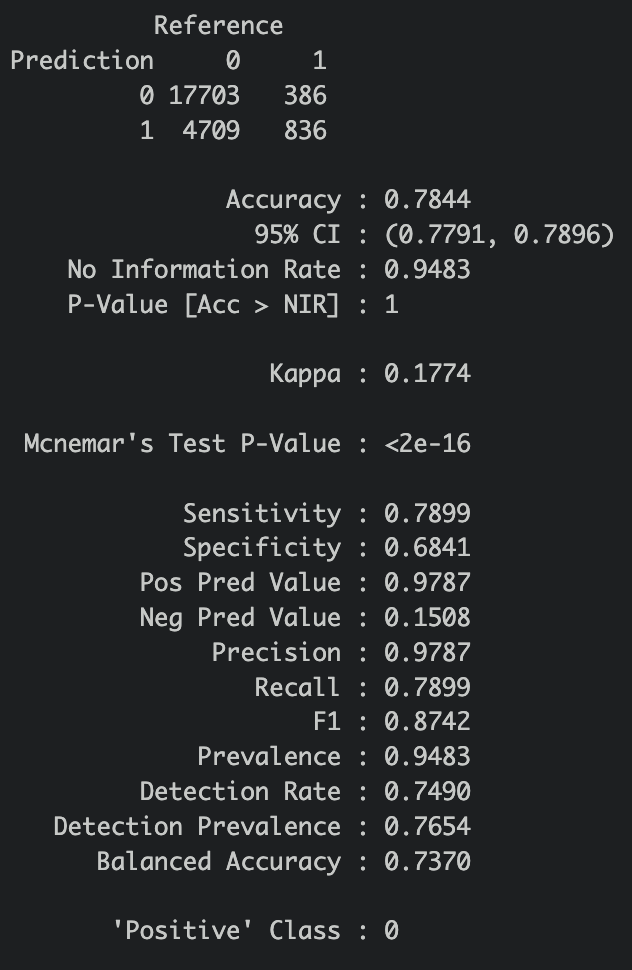 Reference
Prediction 0 1
0 17703 386
1 4709 836
Accuracy : 0.7844
95% CI : (0.7791, 0.7896)
No Information Rate : 0.9483
P-Value [Acc > NIR] : 1
Kappa : 0.1774
Mcnemar's Test P-Value : <2e-16
Sensitivity : 0.7899
Specificity : 0.6841
Pos Pred Value : 0.9787
Neg Pred Value : 0.1508
Precision : 0.9787
Recall : 0.7899
F1 : 0.8742
Prevalence : 0.9483
Detection Rate : 0.7490
Detection Prevalence : 0.7654
Balanced Accuracy : 0.7370
'Positive' Class : 0